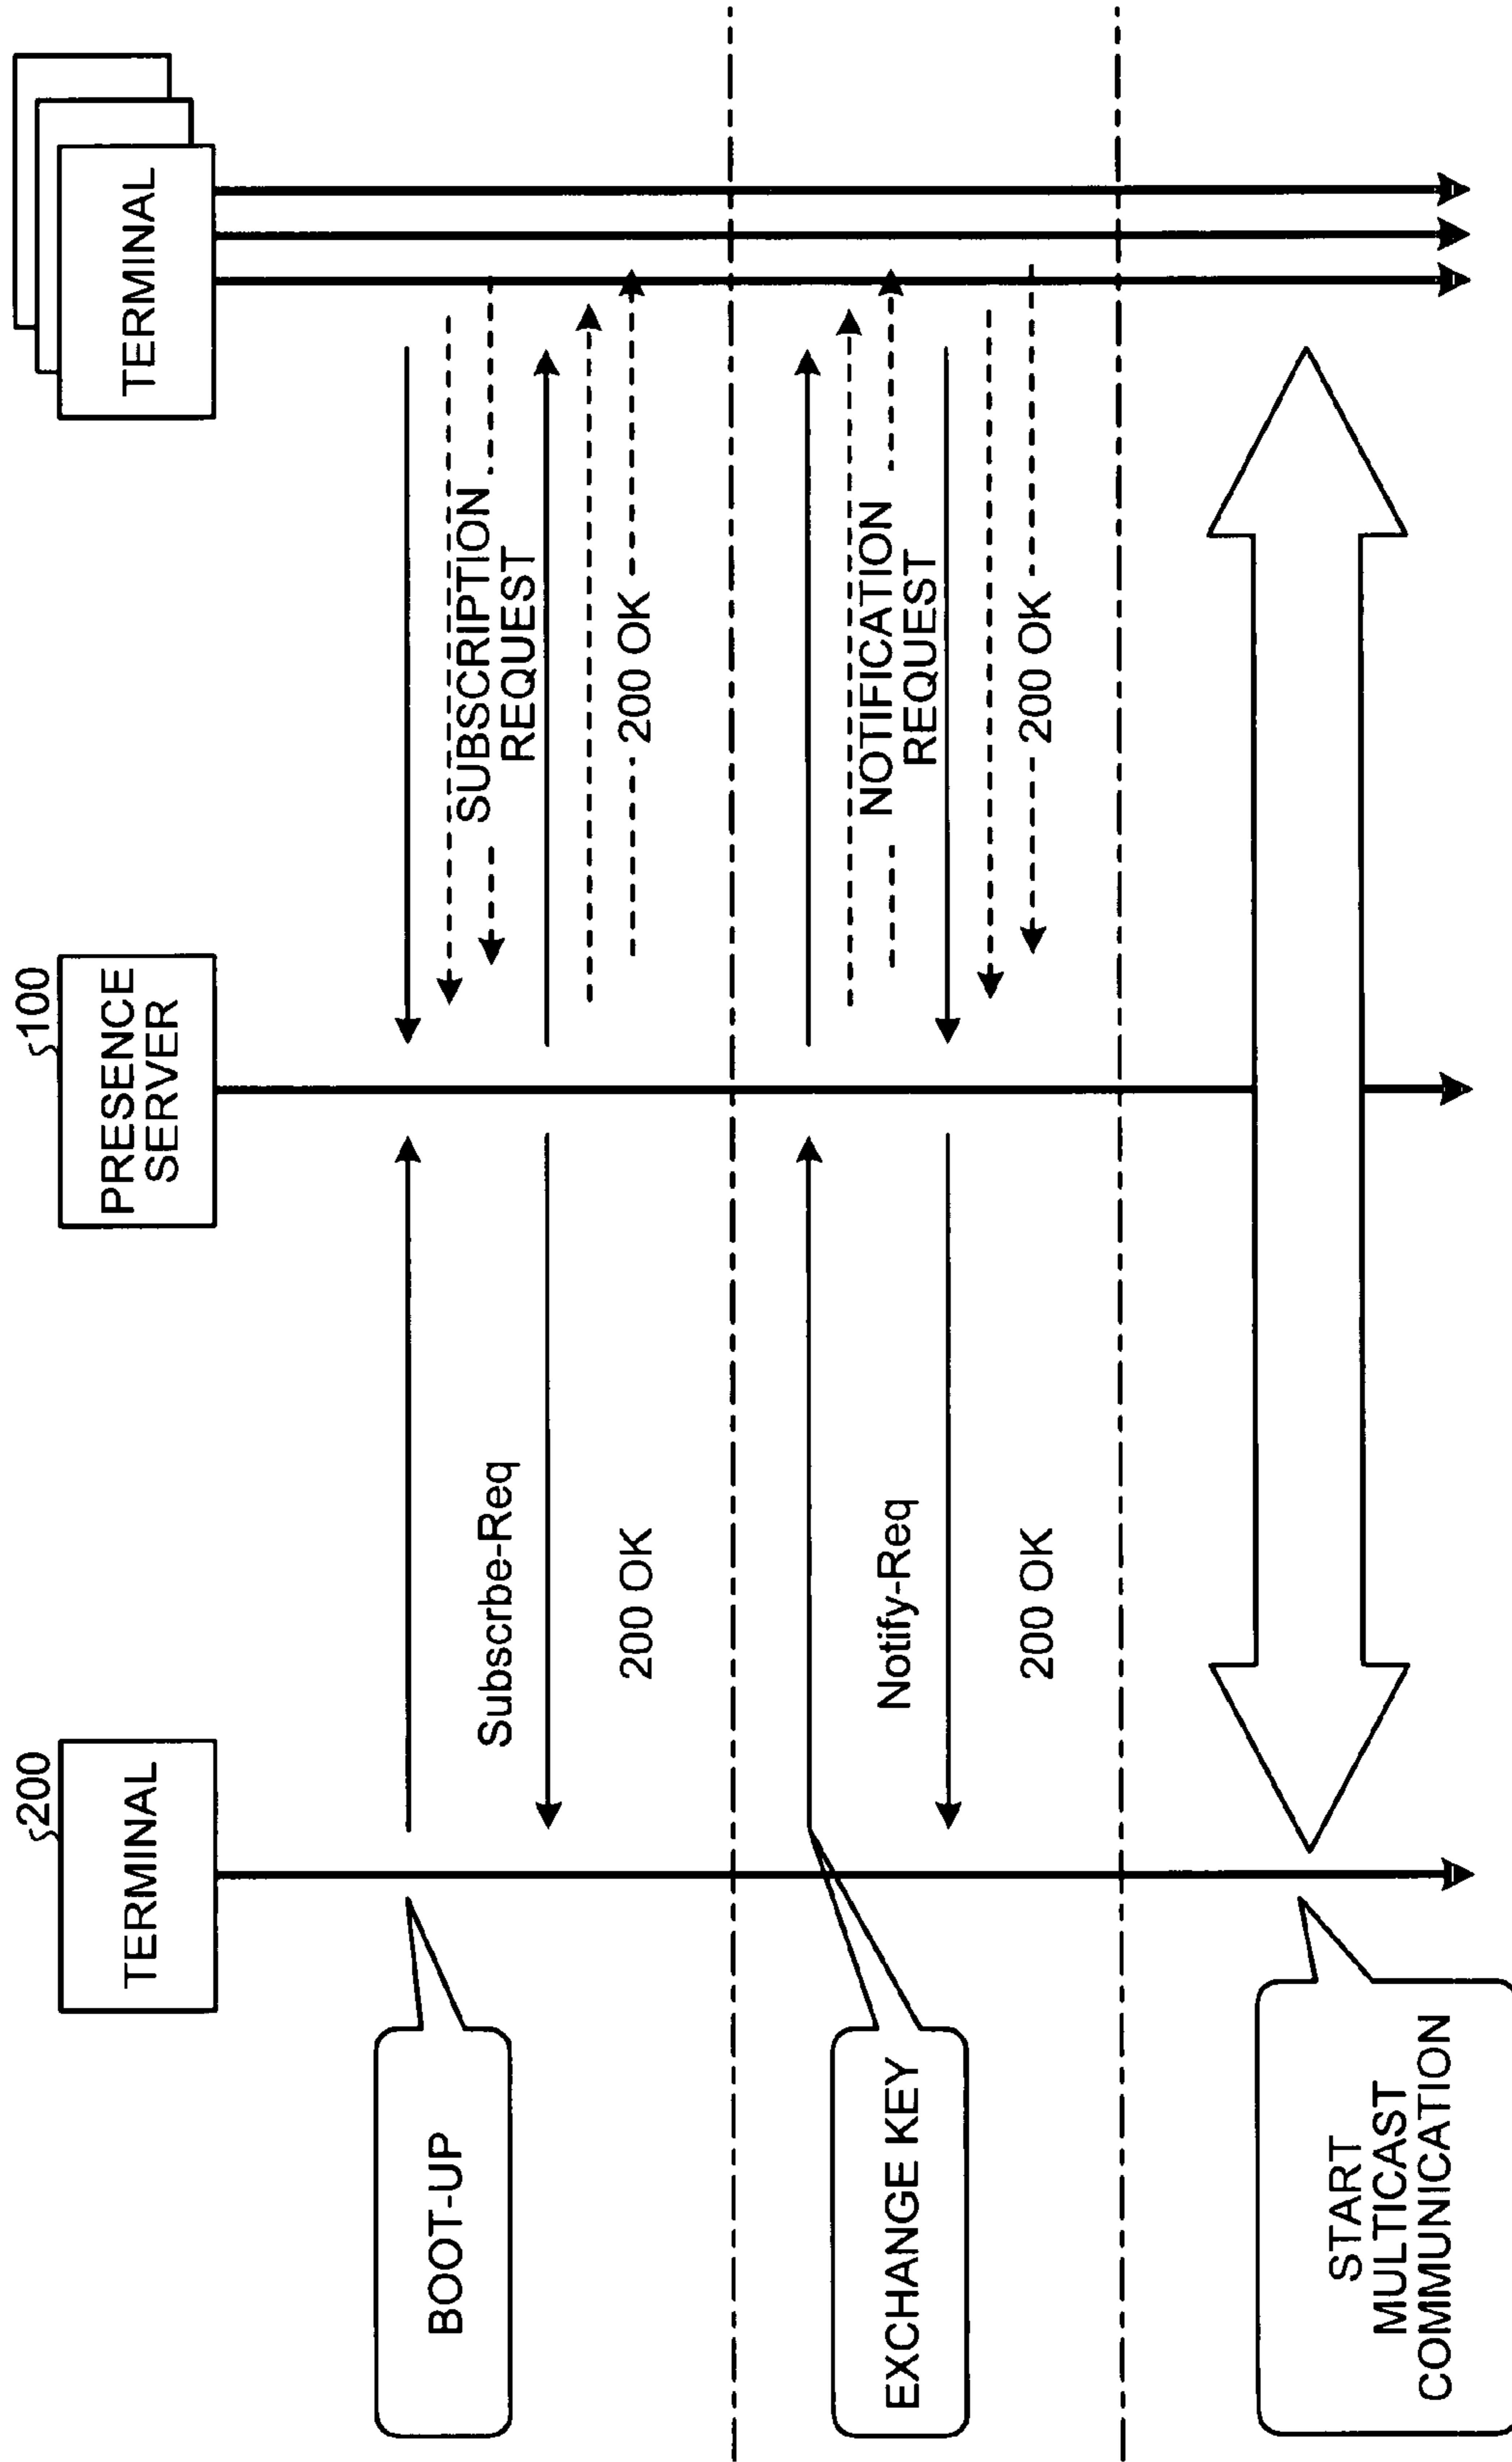 200
TERMINAL
100
PRESENCE
SERVER
TERMINAL
BOOT-UP
Subscrbe-Req
SUBSCRIPTION
REQUEST
200 OK
200 OK
EXCHANGE KEY
Notify-Req
NOTIFICATION
REQUEST
200 OK
200 OK
START
MULTICAST
COMMUNICATION